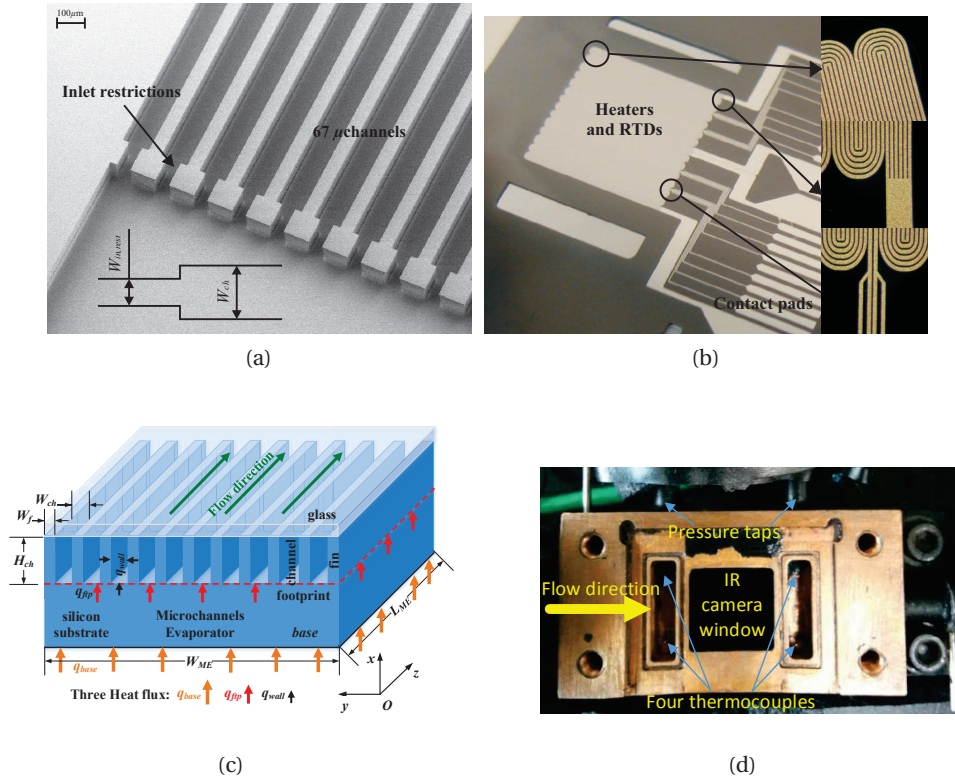 100µm
Inlet restrictions
67 µchannels
W_in,rest
W_ch
(a)
Heaters
and RTDs
Contact pads
(b)
Flow direction
W_ch
W_f
glass
H_ch
q_wall
channel
fin
q_ftp
footprint
silicon
substrate
Microchannels
Evaporator
base
L_ME
q_base
W_ME
x
z
y
O
Three Heat flux: q_base q_ftp q_wall
(c)
Pressure taps
Flow direction
IR
camera
window
Four thermocouples
(d)